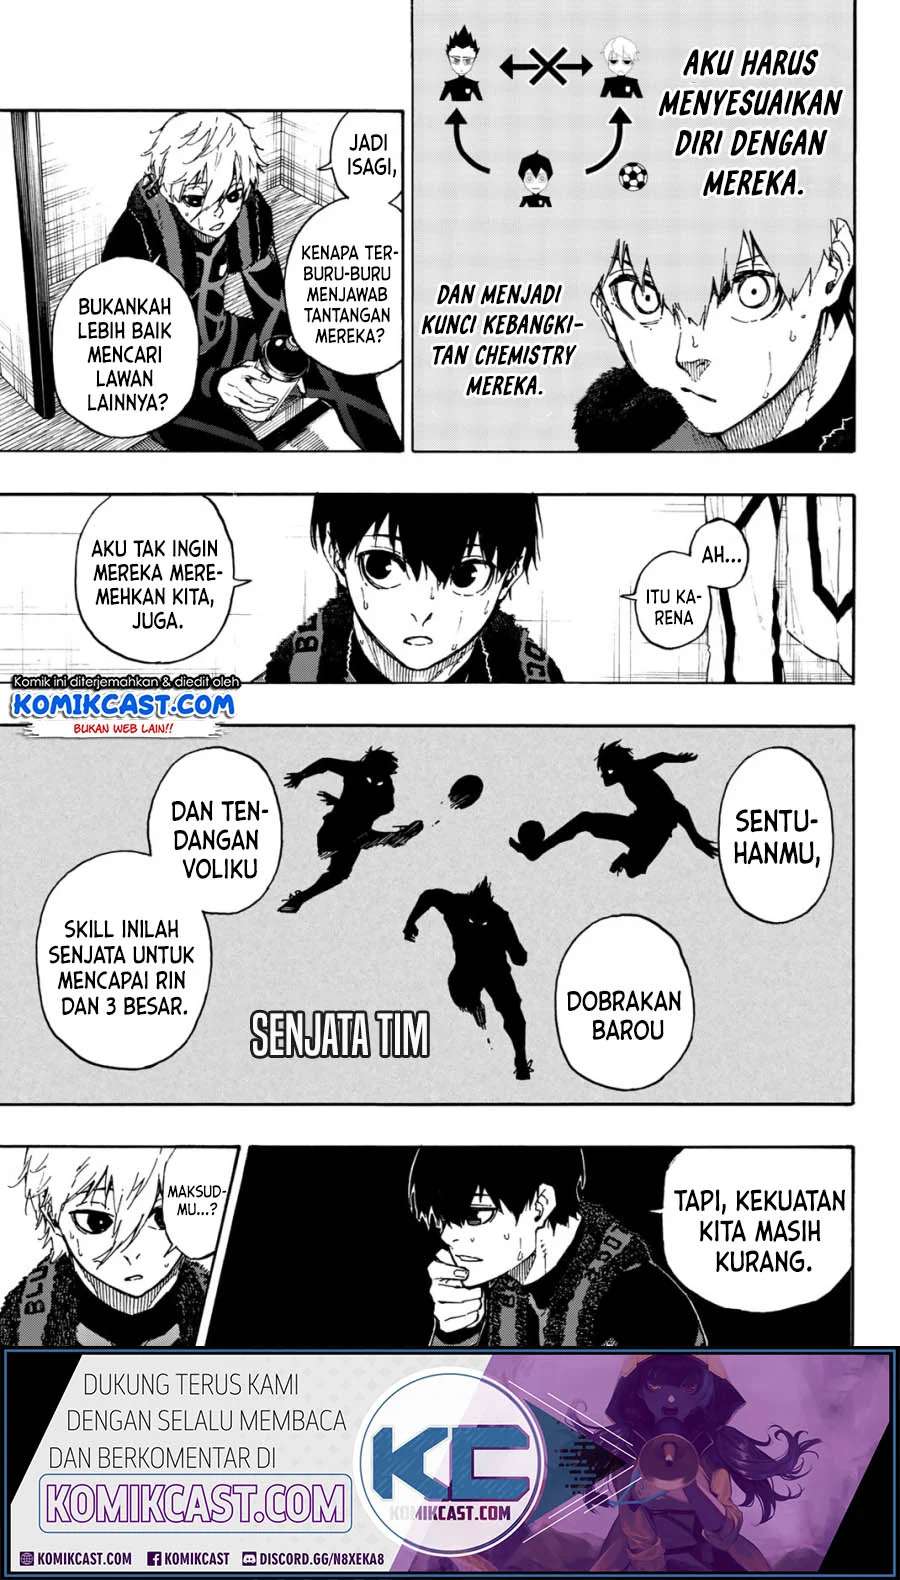 AKU HARUS
MENYESUAIKAN
DIRI DENGAN
MEREKA.
DAN MENJADI
KUNCI KEBANGKI-
TAN CHEMISTRY
MEREKA.
JADI
ISAGI,
KENAPA TER-
BURU-BURU
MENJAWAB
TANTANGAN
MEREKA?
BUKANKAH
LEBIH BAIK
MENCARI
LAWAN
LAINNYA?
AH...
ITU KA-
RENA
AKU TAK INGIN
MEREKA MERE-
MEHKAN KITA,
JUGA.
Komik ini diterjemahkan & diedit oleh
KOMIKCAST.COM
BUKAN WEB LAIN!!
SENTU-
HANMU,
DOBRAKAN
BAROU
DAN TEN-
DANGAN
VOLIKU
SKILL INILAH
SENJATA UNTUK
MENCAPAI RIN
DAN 3 BESAR.
SENJATA TIM
TAPI, KEKUATAN
KITA MASIH
KURANG.
MAKSUD-
MU...?
DUKUNG TERUS KAMI
DENGAN SELALU MEMBACA
DAN BERKOMENTAR DI
KOMIKCAST.COM
KC
KOMIKCAST.COM
KOMIKCAST.COM KOMIKCAST DISCORD.GG/N8XEKA8